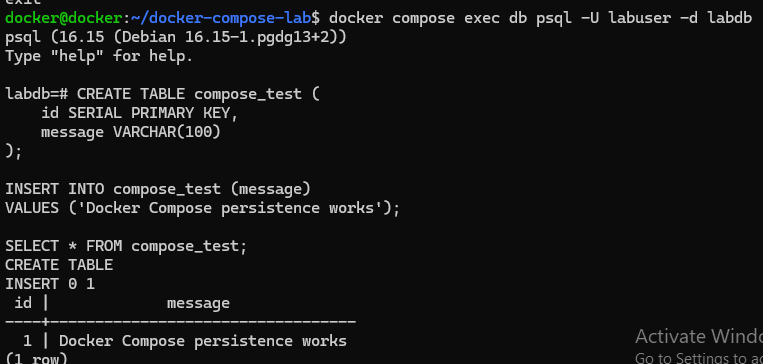 exit
docker@docker:~/docker-compose-lab$ docker compose exec db psql -U labuser -d labdb
psql (16.15 (Debian 16.15-1.pgdg13+2))
Type "help" for help.

labdb=# CREATE TABLE compose_test (
    id SERIAL PRIMARY KEY,
    message VARCHAR(100)
);

INSERT INTO compose_test (message)
VALUES ('Docker Compose persistence works');

SELECT * FROM compose_test;
CREATE TABLE
INSERT 0 1
 id |             message
----+----------------------------------
  1 | Docker Compose persistence works
(1 row)
Activate Wind
Go to Settings to a